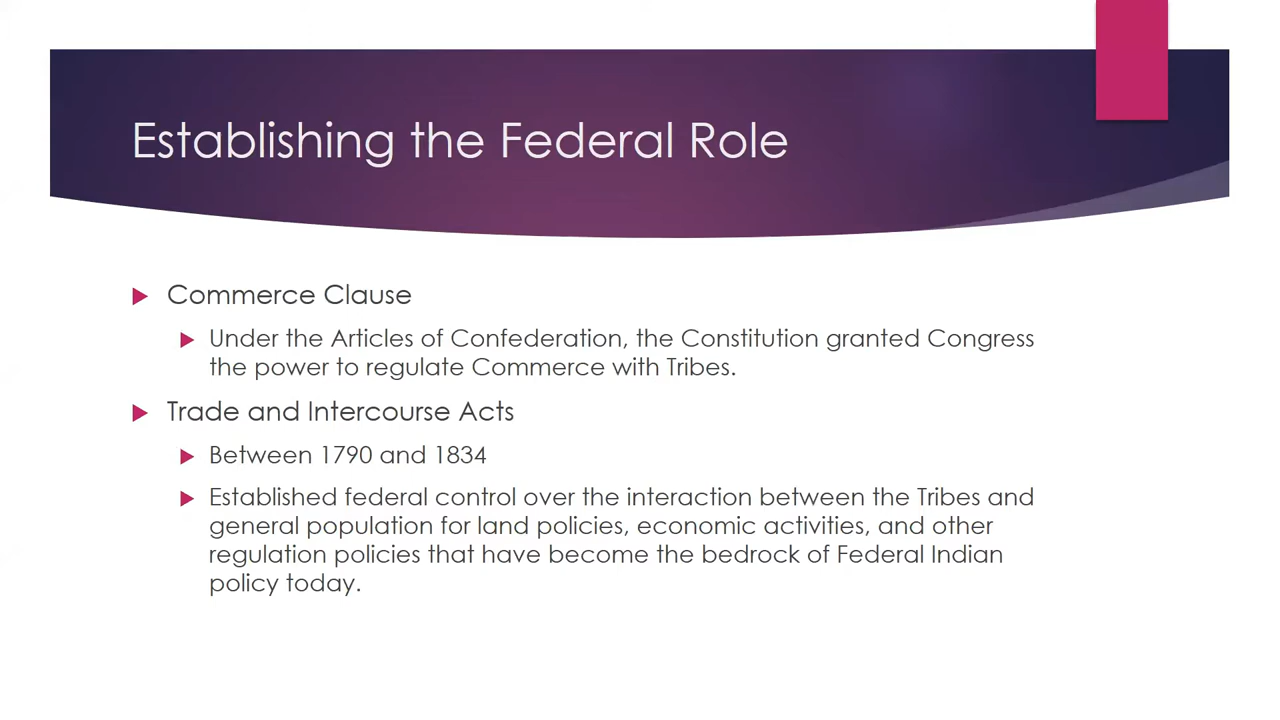 Establishing the Federal Role
Commerce Clause
Under the Articles of Confederation, the Constitution granted Congress
the power to regulate Commerce with Tribes.
Trade and Intercourse Acts
Between 1790 and 1834
Established federal control over the interaction between the Tribes and
general population for land policies, economic activities, and other
regulation policies that have become the bedrock of Federal Indian
policy today.